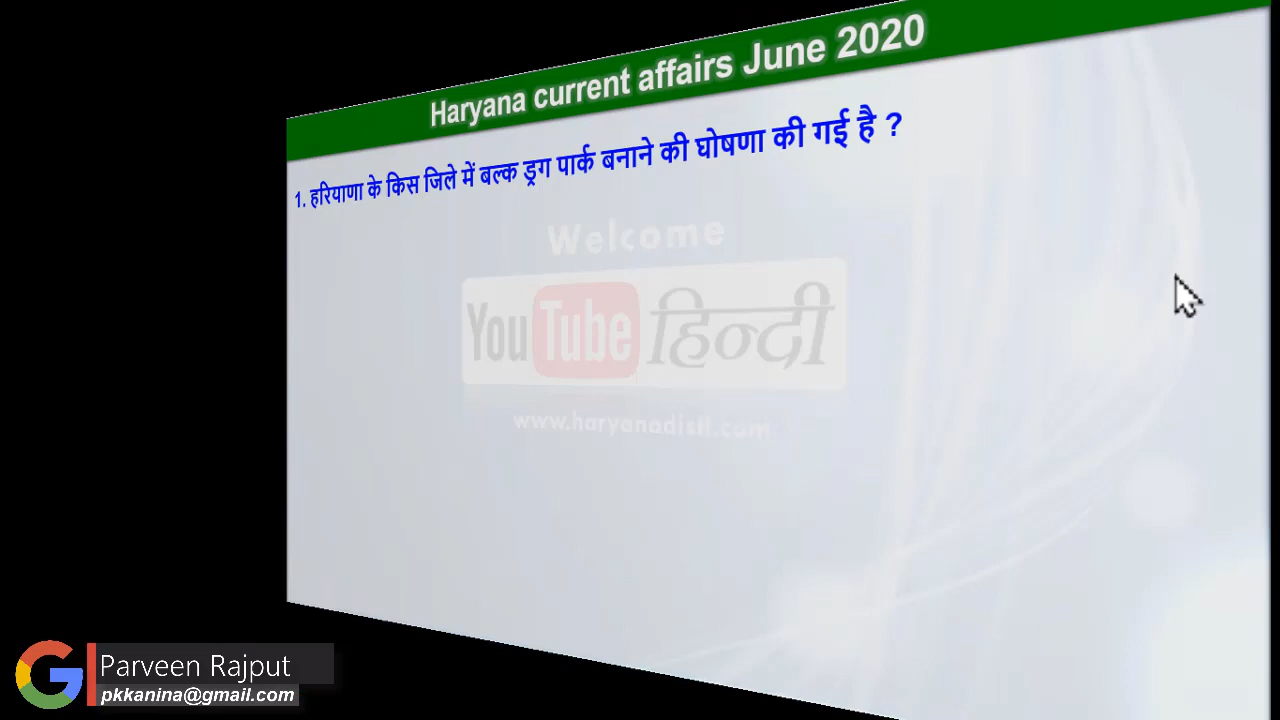 Haryana current affairs June 2020
1. हरियाणा के किस जिले में बल्क ड्रग पार्क बनाने की घोषणा की गई है ?
Welcome
YouTube हिन्दी
www.haryanadistt.com
Parveen Rajput
pkkanina@gmail.com